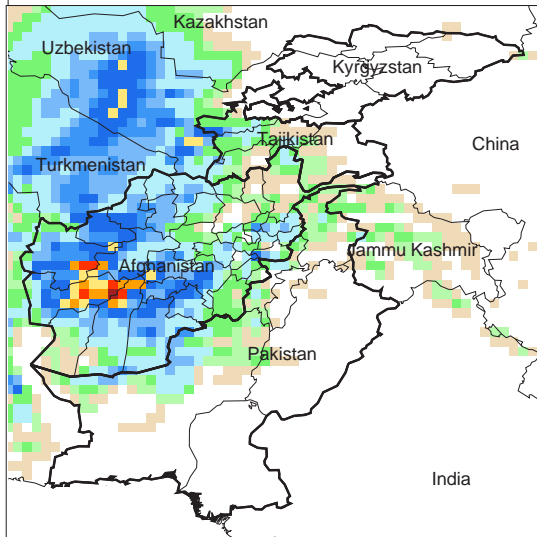 Kazakhstan
Uzbekistan
Kyrgyzstan
Tajikistan
China
Turkmenistan
Jammu Kashmir
Afghanistan
Pakistan
India